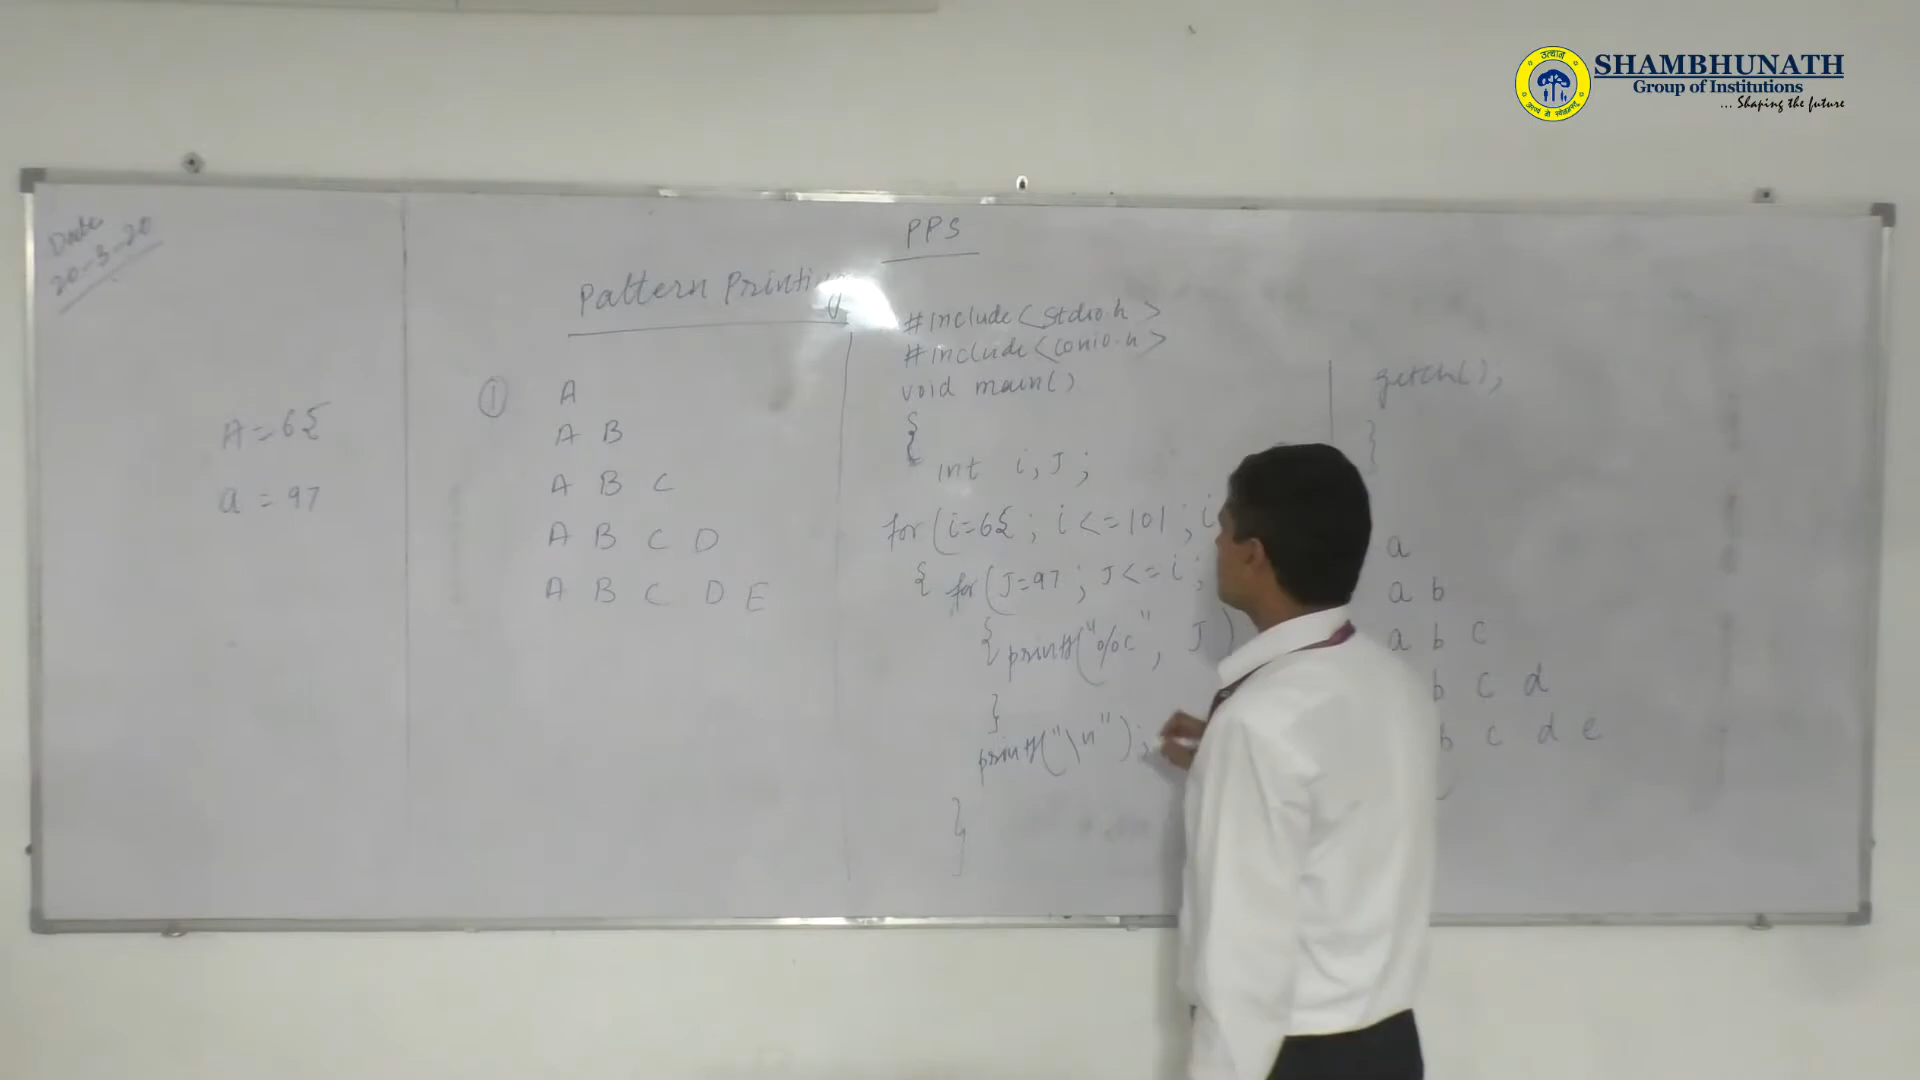 उत्थान
SHAMBHUNATH
Group of Institutions
... Shaping the future
Date
20-3-20
PPS
Pattern Printing
A = 65
a = 97
①
A
A B
A B C
A B C D
A B C D E
#include<stdio.h>
#include<conio.h>
void main()
{
int i, J ;
for(i=65 ; i<=101 ; i
{ for(J=97 ; J<=i ;
{ printf("%c", J )
}
printf("\n");
}
getch();
}
a
a b
a b c
b c d
b c d e